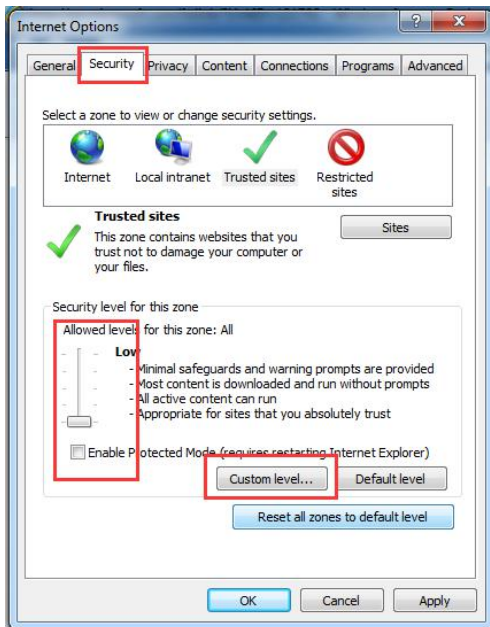 Internet Options
General Security Privacy Content Connections Programs Advanced
Select a zone to view or change security settings.
Internet Local intranet Trusted sites Restricted
sites
Trusted sites
Sites
This zone contains websites that you
trust not to damage your computer or
your files.
Security level for this zone
Allowed levels for this zone: All
Low
- Minimal safeguards and warning prompts are provided
- Most content is downloaded and run without prompts
- All active content can run
- Appropriate for sites that you absolutely trust
Enable Protected Mode (requires restarting Internet Explorer)
Custom level... Default level
Reset all zones to default level
OK Cancel Apply